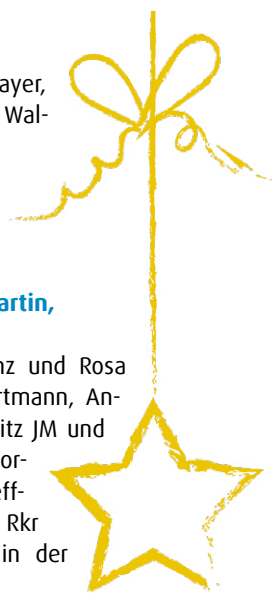 ayer,
Wal-
artin,
nz und Rosa
rtmann, An-
itz JM und
or-
eff-
Rkr
in der